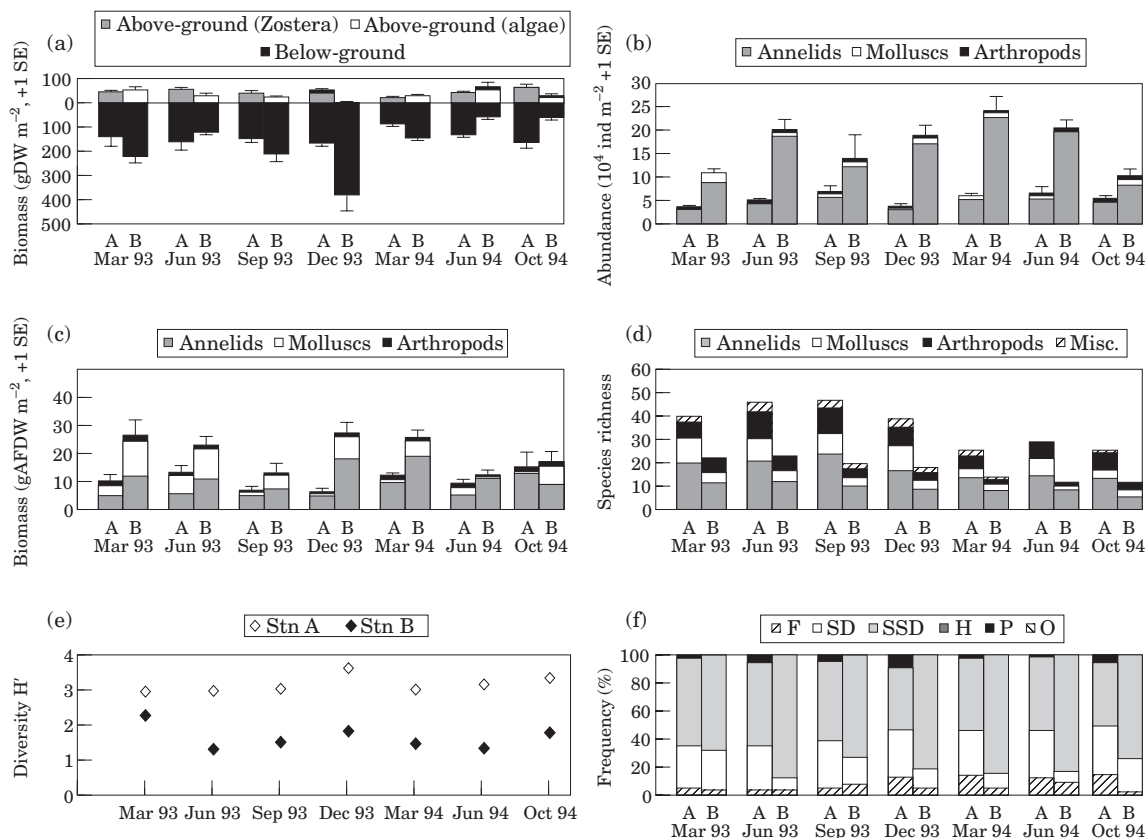 (a)
Above-ground (Zostera) Above-ground (algae)
Below-ground
Biomass (gDW m−2, +1 SE)
100
0
100
200
300
400
500
A B A B A B A B A B A B A B
Mar 93 Jun 93 Sep 93 Dec 93 Mar 94 Jun 94 Oct 94
(b)
Annelids Molluscs Arthropods
Abundance (10⁴ ind m−2 +1 SE)
30
25
20
15
10
5
0
A B A B A B A B A B A B A B
Mar 93 Jun 93 Sep 93 Dec 93 Mar 94 Jun 94 Oct 94
(c)
Annelids Molluscs Arthropods
Biomass (gAFDW m−2, +1 SE)
40
30
20
10
0
A B A B A B A B A B A B A B
Mar 93 Jun 93 Sep 93 Dec 93 Mar 94 Jun 94 Oct 94
(d)
Annelids Molluscs Arthropods Misc.
Species richness
60
50
40
30
20
10
0
A B A B A B A B A B A B A B
Mar 93 Jun 93 Sep 93 Dec 93 Mar 94 Jun 94 Oct 94
(e)
Stn A Stn B
Diversity H′
4
3
2
1
0
Mar 93 Jun 93 Sep 93 Dec 93 Mar 94 Jun 94 Oct 94
(f)
F SD SSD H P O
Frequency (%)
100
80
60
40
20
0
A B A B A B A B A B A B A B
Mar 93 Jun 93 Sep 93 Dec 93 Mar 94 Jun 94 Oct 94